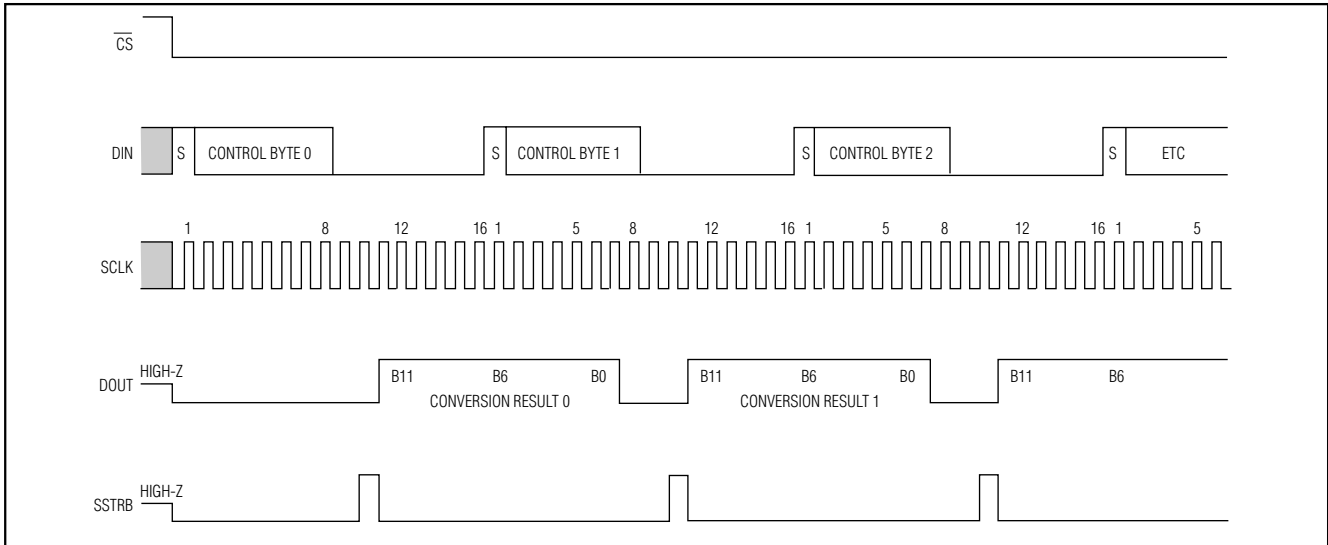 CS
DIN S CONTROL BYTE 0 S CONTROL BYTE 1 S CONTROL BYTE 2 S ETC
1 8 12 16 1 5 8 12 16 1 5 8 12 16 1 5
SCLK
HIGH-Z
DOUT B11 B6 B0 B11 B6 B0 B11 B6
CONVERSION RESULT 0 CONVERSION RESULT 1
HIGH-Z
SSTRB